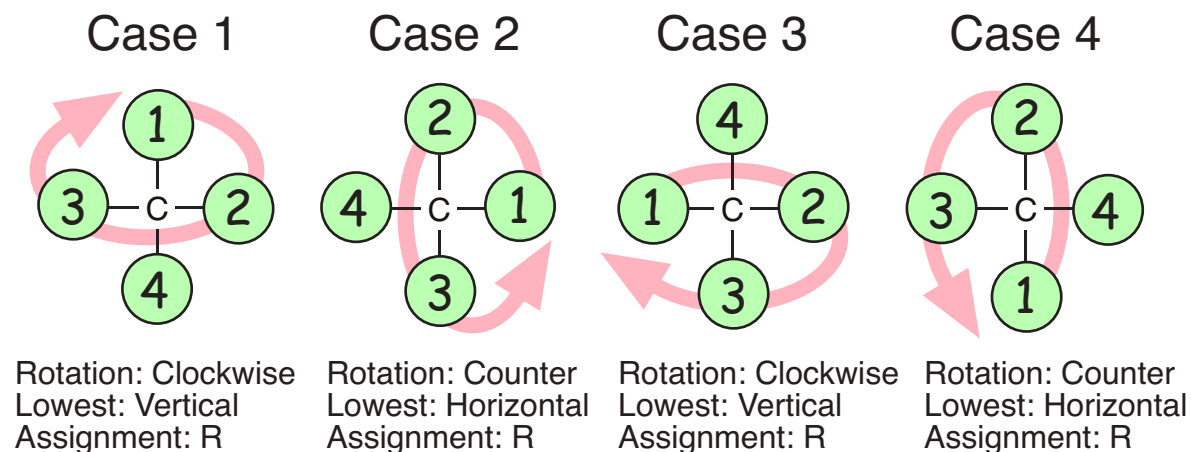 Case 1
Case 2
Case 3
Case 4
1
3
C
2
4
2
4
C
1
3
4
1
C
2
3
2
3
C
4
1
Rotation: Clockwise
Lowest: Vertical
Assignment: R
Rotation: Counter
Lowest: Horizontal
Assignment: R
Rotation: Clockwise
Lowest: Vertical
Assignment: R
Rotation: Counter
Lowest: Horizontal
Assignment: R